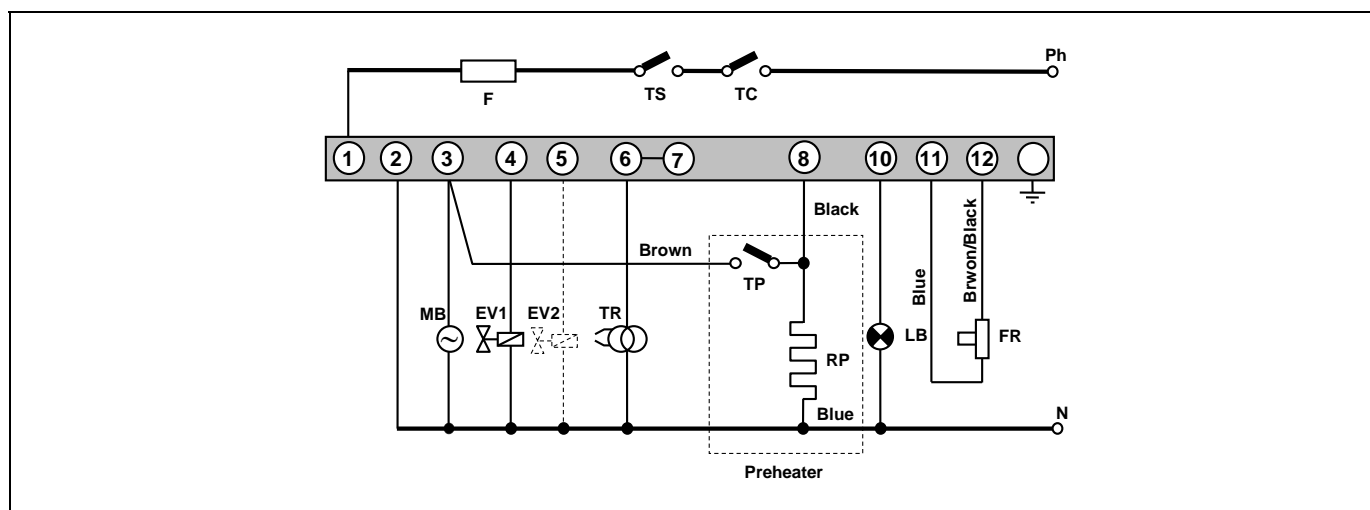 Ph
F
TS
TC
1 2 3 4 5 6 7 8 10 11 12
Black
Brown
TP
Blue
Brwon/Black
MB
EV1
EV2
TR
RP
LB
FR
Blue
N
Preheater